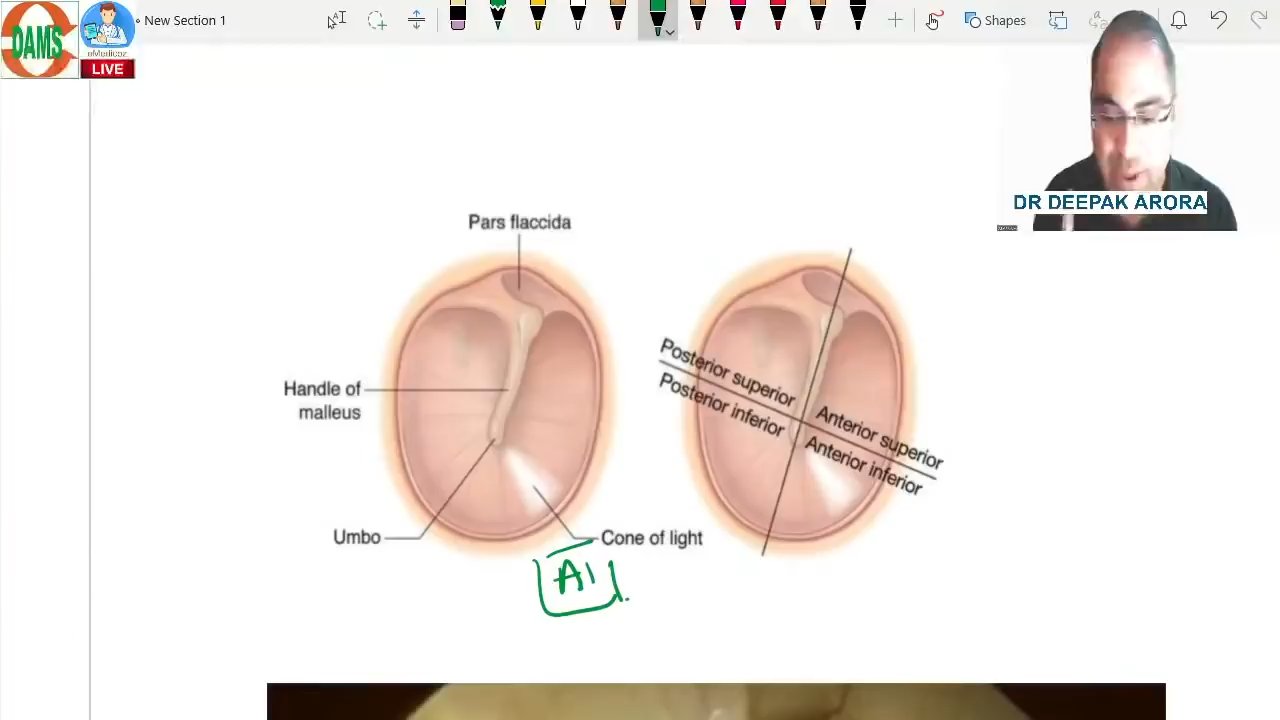 DAMS
eMedicoz
LIVE
New Section 1
Shapes
DR DEEPAK ARORA
Pars flaccida
Handle of
malleus
Umbo
Cone of light
AI
Posterior superior
Posterior inferior
Anterior superior
Anterior inferior